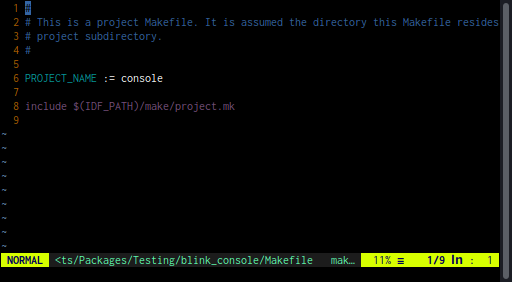 1 #
2 # This is a project Makefile. It is assumed the directory this Makefile resides
3 # project subdirectory.
4 #
5
6 PROJECT_NAME := console
7
8 include $(IDF_PATH)/make/project.mk
9
~
~
~
~
~
~
~
~
~
NORMAL <ts/Packages/Testing/blink_console/Makefile mak… 11% ≡ 1/9 ln : 1